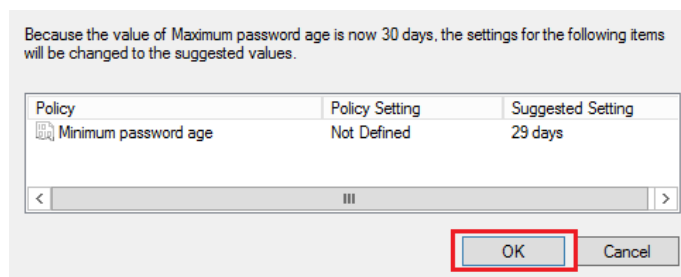 Because the value of Maximum password age is now 30 days, the settings for the following items
will be changed to the suggested values.
Policy Policy Setting Suggested Setting
Minimum password age Not Defined 29 days
OK Cancel